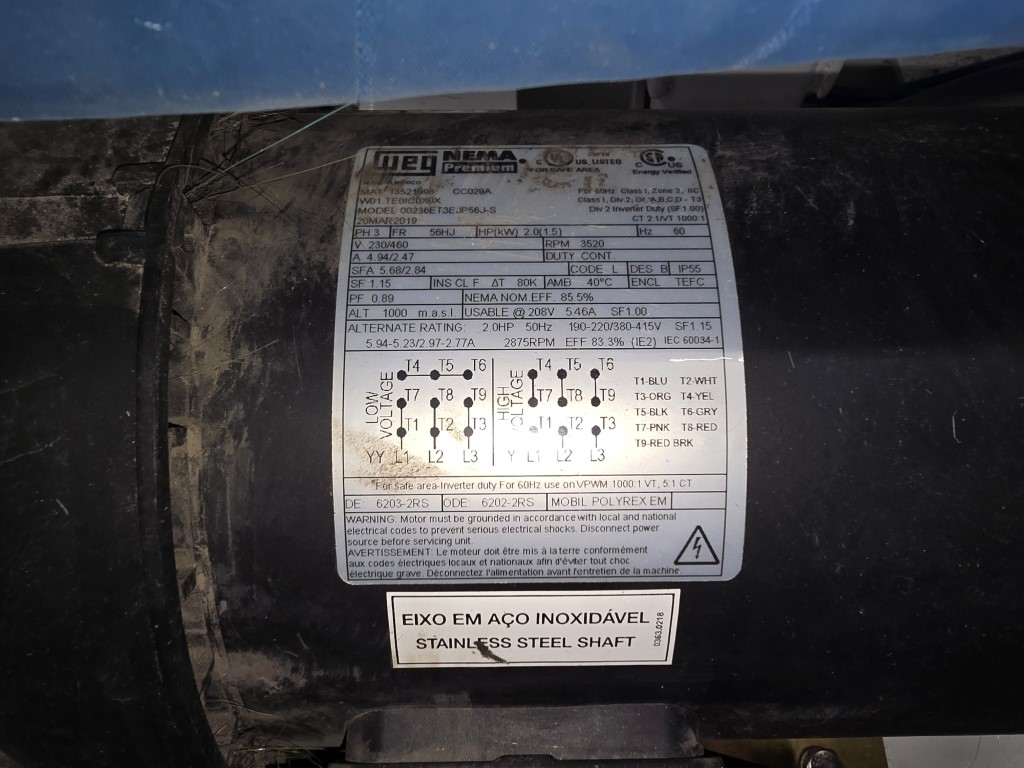 WEG NEMA Premium C UL US LISTED FOR SAFE AREA C SP US Energy Verified
MAT: 13521998 CC029A
For 60Hz: Class I, Zone 2, IIC
Class I, Div 2, Gr. A,B,C,D - T3
MODEL 00236ET3EJP56J-S
Div 2 Inverter Duty (SF1.00)
20MAR2019
CT 2:1/VT 1000:1
PH 3 FR 56HJ HP(kW) 2.0(1.5) Hz 60
V 230/460 RPM 3520
A 4.94/2.47 DUTY CONT.
SFA 5.68/2.84 CODE L DES B IP55
SF 1.15 INS CL F ΔT 80K AMB 40°C ENCL TEFC
PF 0.89 NEMA NOM.EFF. 85.5%
ALT 1000 m.a.s.l. USABLE @ 208V 5.46A SF1.00
ALTERNATE RATING: 2.0HP 50Hz 190-220/380-415V SF1.15
5.94-5.23/2.97-2.77A 2875RPM EFF 83.3% (IE2) IEC 60034-1
LOW VOLTAGE
T4 T5 T6
T7 T8 T9
T1 T2 T3
YY L1 L2 L3
HIGH VOLTAGE
T4 T5 T6
T7 T8 T9
T1 T2 T3
Y L1 L2 L3
T1-BLU T2-WHT
T3-ORG T4-YEL
T5-BLK T6-GRY
T7-PNK T8-RED
T9-RED BRK
For safe area-Inverter duty For 60Hz use on VPWM 1000:1 VT, 5:1 CT
DE 6203-2RS ODE 6202-2RS MOBIL POLYREX EM
WARNING: Motor must be grounded in accordance with local and national
electrical codes to prevent serious electrical shocks. Disconnect power
source before servicing unit.
AVERTISSEMENT: Le moteur doit être mis à la terre conformément
aux codes électriques locaux et nationaux afin d'éviter tout choc
électrique grave. Déconnectez l'alimentation avant l'entretien de la machine.
EIXO EM AÇO INOXIDÁVEL
STAINLESS STEEL SHAFT
0363.0218